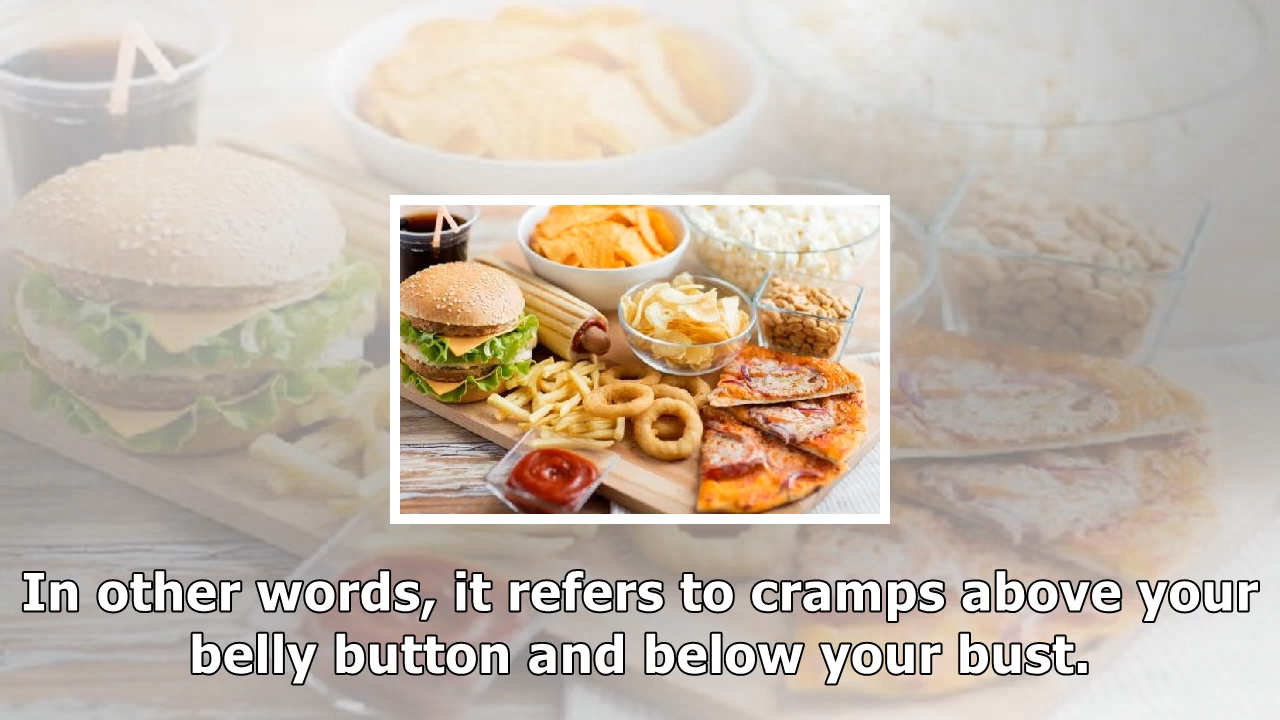 In other words, it refers to cramps above your
belly button and below your bust.